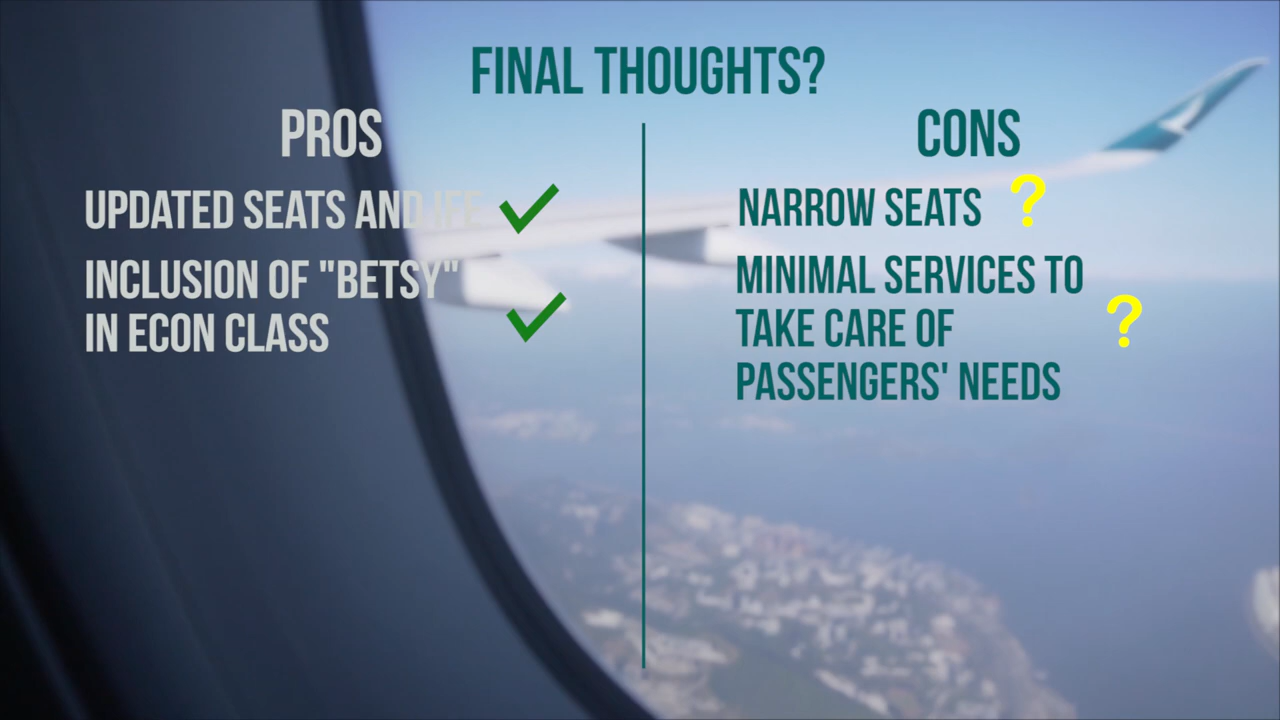 FINAL THOUGHTS?
PROS
UPDATED SEATS AND IFE
INCLUSION OF "BETSY"
IN ECON CLASS
CONS
NARROW SEATS ?
MINIMAL SERVICES TO
TAKE CARE OF ?
PASSENGERS' NEEDS